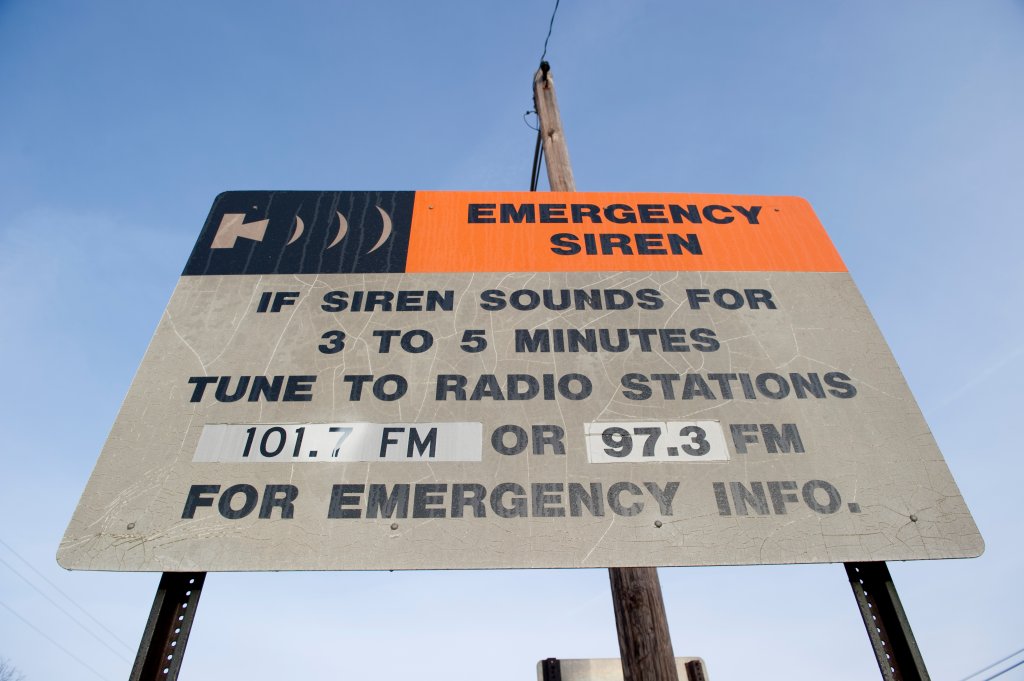 EMERGENCY
SIREN
IF SIREN SOUNDS FOR
3 TO 5 MINUTES
TUNE TO RADIO STATIONS
101.7 FM OR 97.3 FM
FOR EMERGENCY INFO.